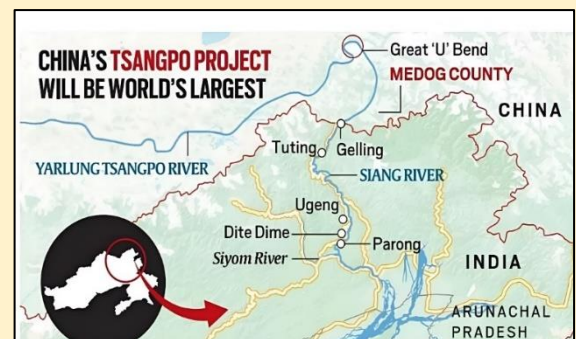 CHINA'S TSANGPO PROJECT
WILL BE WORLD'S LARGEST
Great 'U' Bend
MEDOG COUNTY
CHINA
Tuting
Gelling
YARLUNG TSANGPO RIVER
SIANG RIVER
Ugeng
Dite Dime
Parong
Siyom River
INDIA
ARUNACHAL
PRADESH